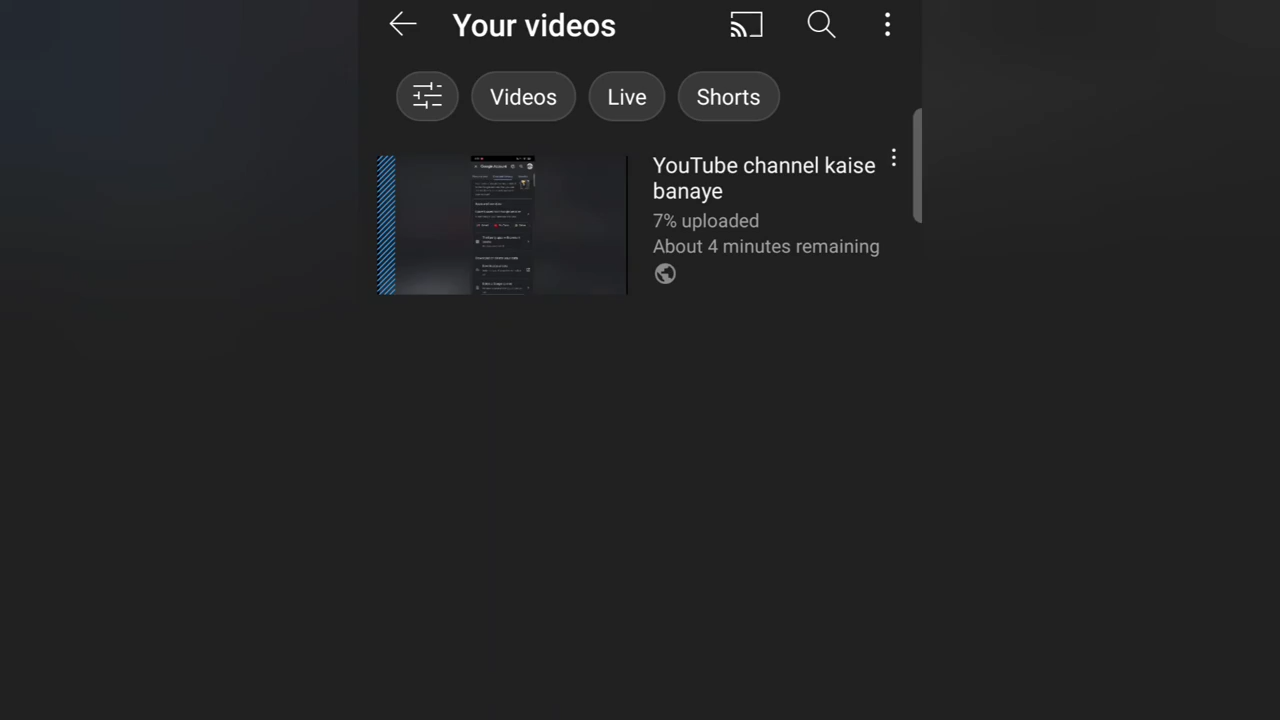 Your videos
Videos
Live
Shorts
YouTube channel kaise
banaye
7% uploaded
About 4 minutes remaining